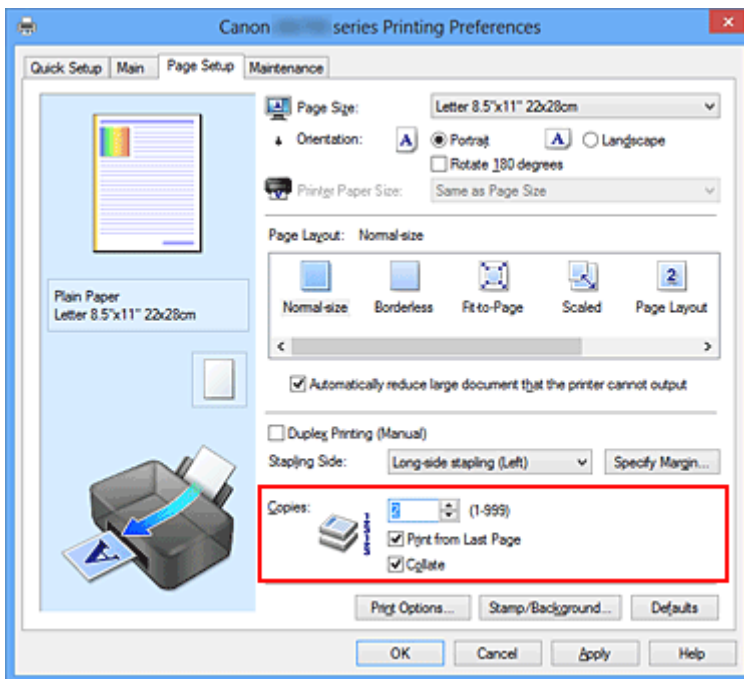 Canon series Printing Preferences
Quick Setup Main Page Setup Maintenance
Page Size: Letter 8.5"x11" 22x28cm
Orientation: A Portrait A Landscape
Rotate 180 degrees
Printer Paper Size: Same as Page Size
Page Layout: Normal-size
2
Normal-size Borderless Fit-to-Page Scaled Page Layout
Plain Paper
Letter 8.5"x11" 22x28cm
Automatically reduce large document that the printer cannot output
Duplex Printing (Manual)
Stapling Side: Long-side stapling (Left) Specify Margin...
Copies: 2 (1-999)
Print from Last Page
Collate
A
Print Options... Stamp/Background... Defaults
OK Cancel Apply Help